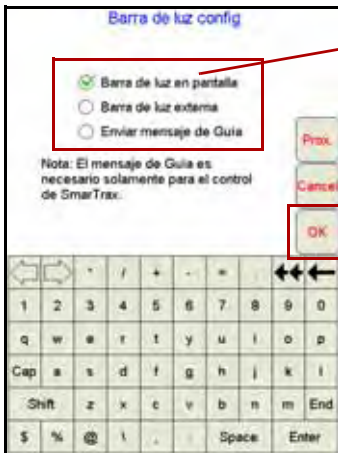 Barra de luz config
Barra de luz en pantalla
Barra de luz externa
Enviar mensaje de Guía
Prox.
Nota: El mensaje de Guía es
necesario solamente para el control
de SmarTrax.
Cancel
OK
1 2 3 4 5 6 7 8 9 0
q w e r t y u i o p
Cap a s d f g h j k l
Shift z x c v b n m End
$ % @ \ Space Enter